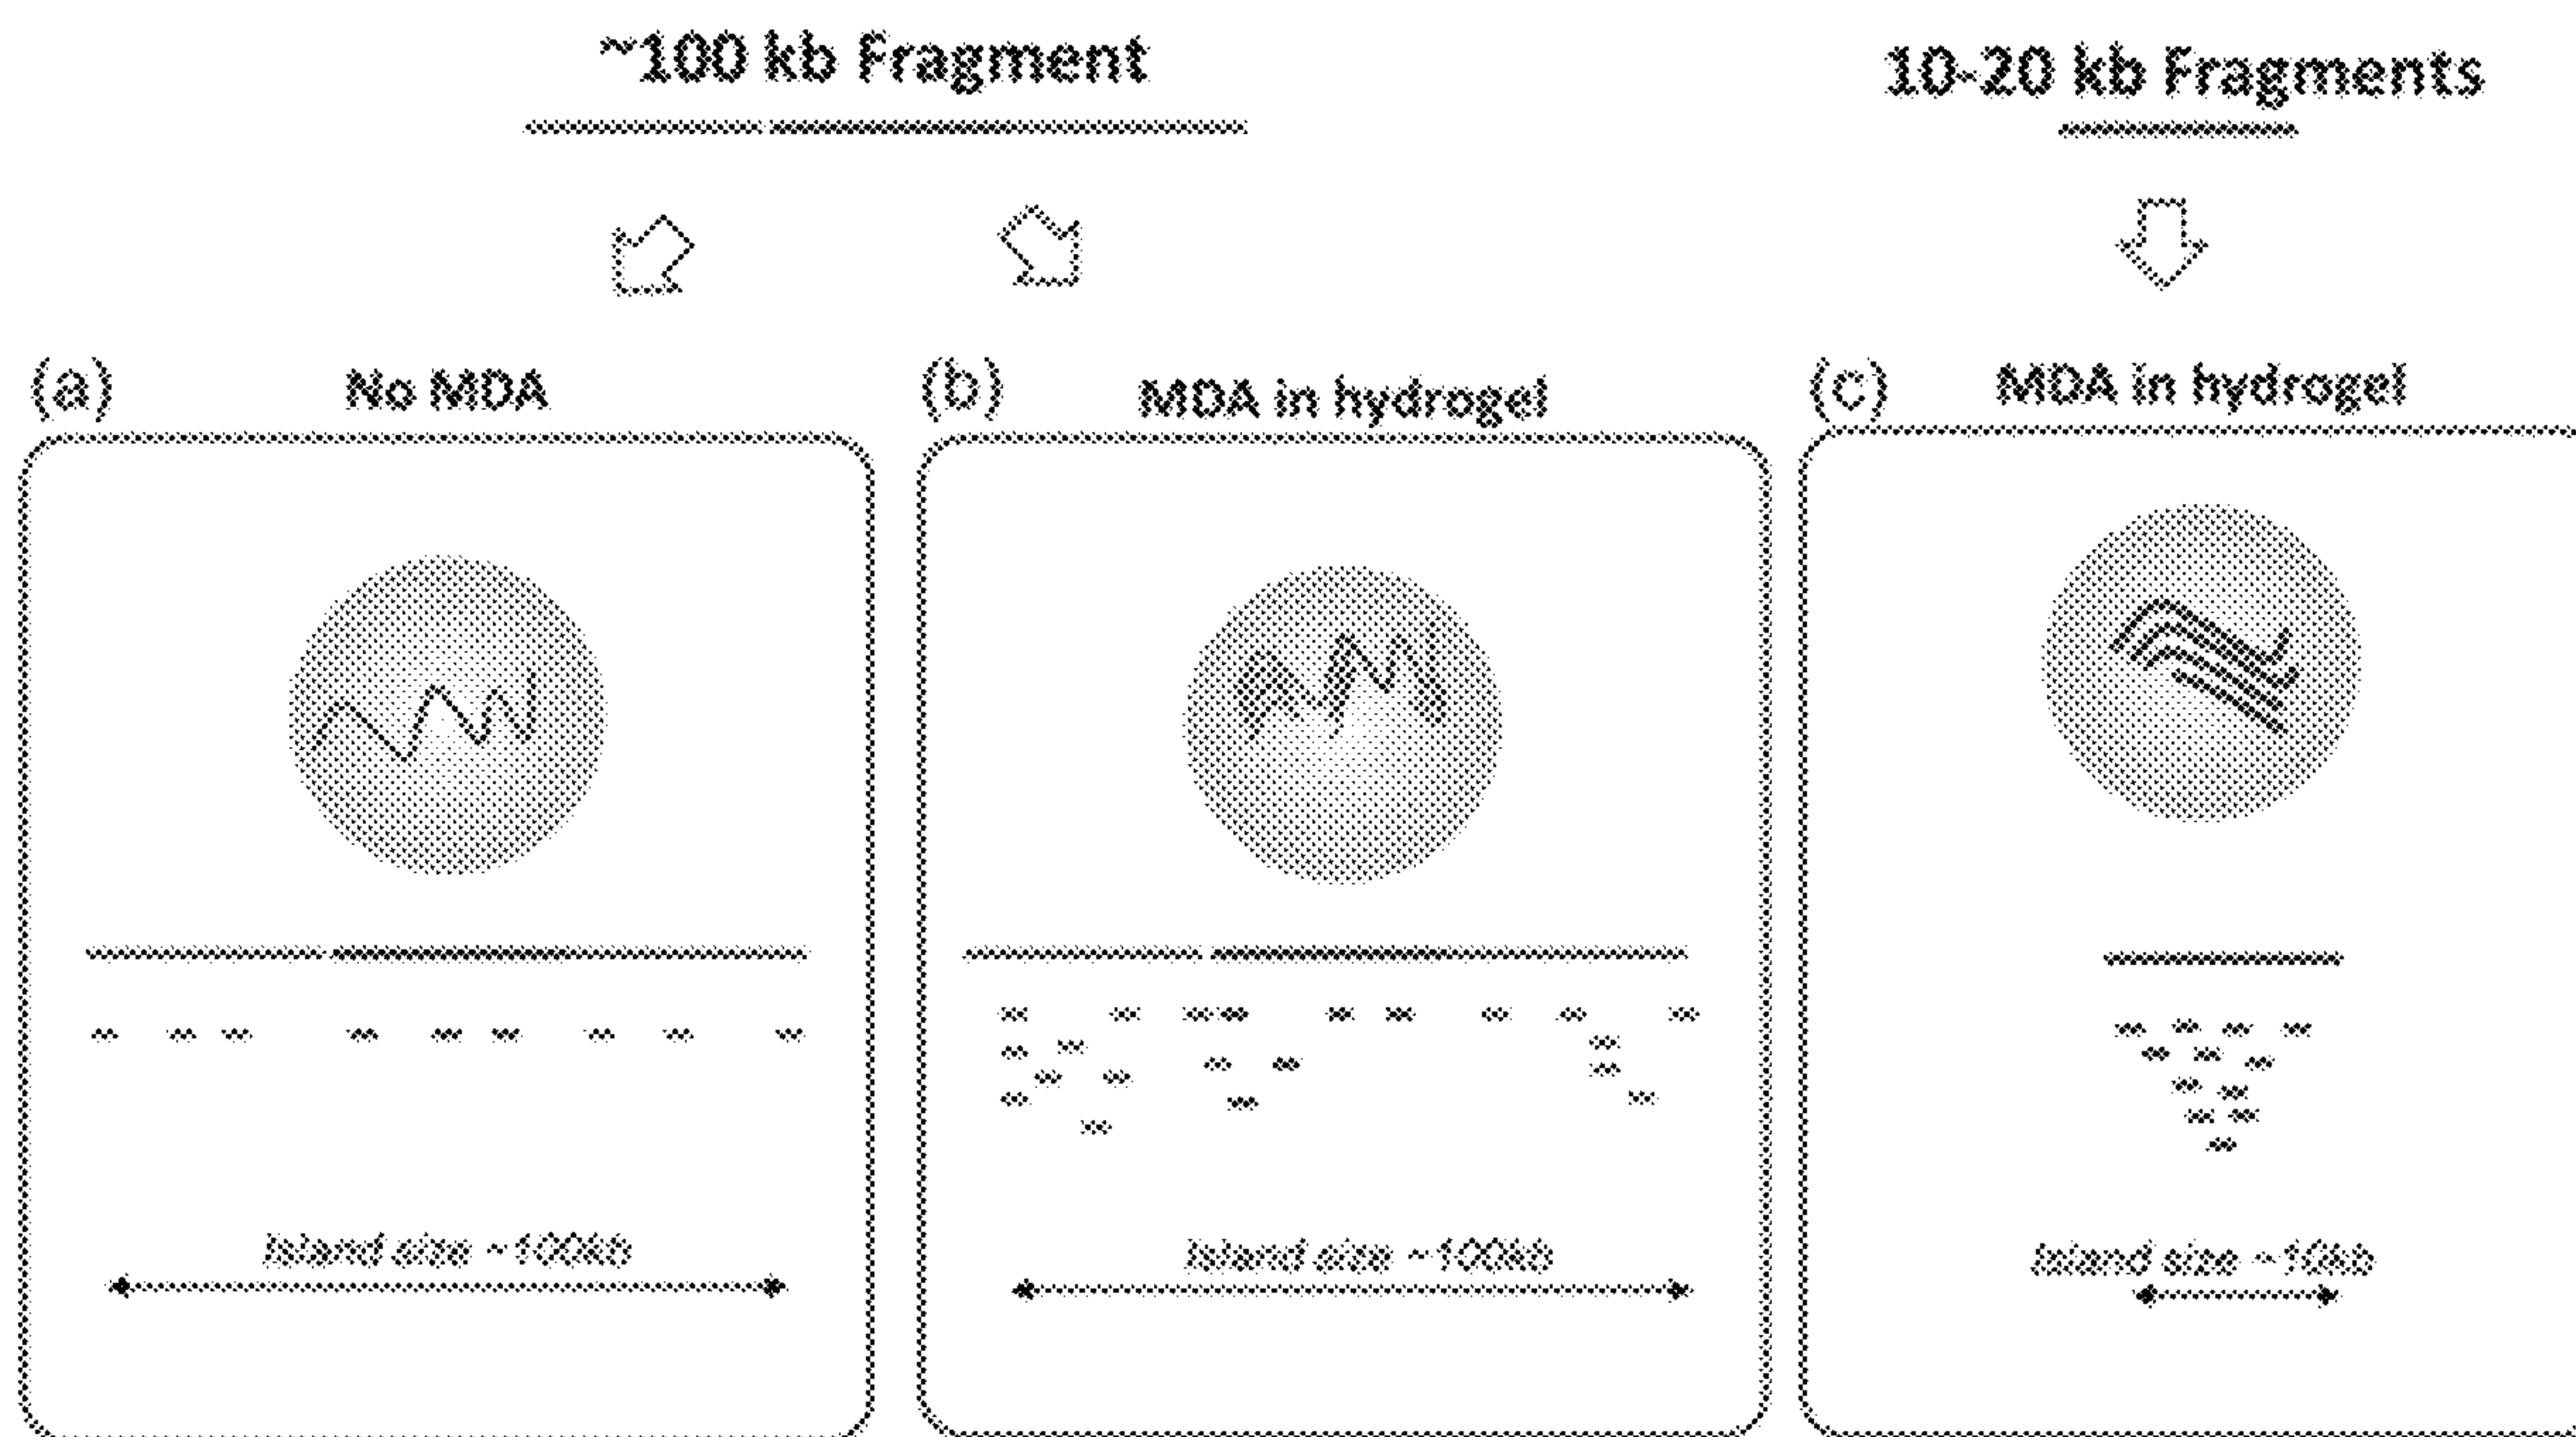 ~100 kb Fragment
10-20 kb Fragments
(a) No MDA
(b) MDA in hydrogel
(c) MDA in hydrogel
Island size ~100kb
Island size ~100kb
Island size ~10kb